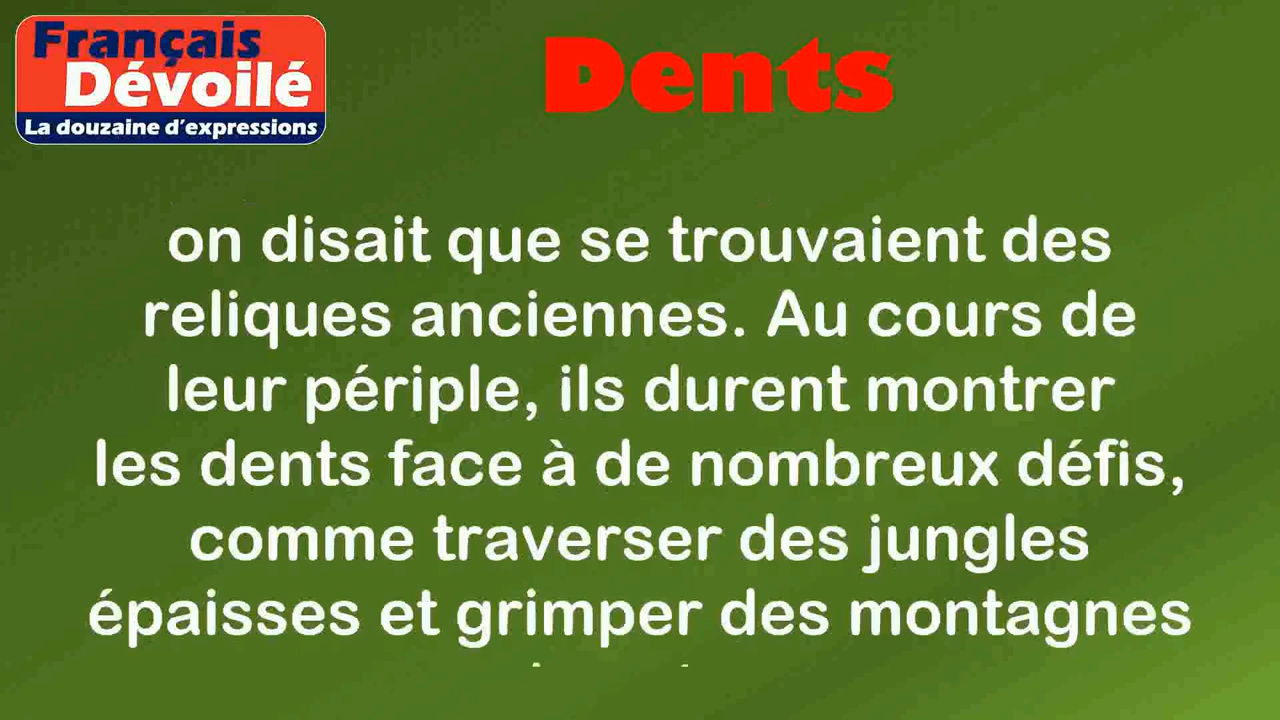 Français
Dévoilé
La douzaine d'expressions
Dents
on disait que se trouvaient des
reliques anciennes. Au cours de
leur périple, ils durent montrer
les dents face à de nombreux défis,
comme traverser des jungles
épaisses et grimper des montagnes